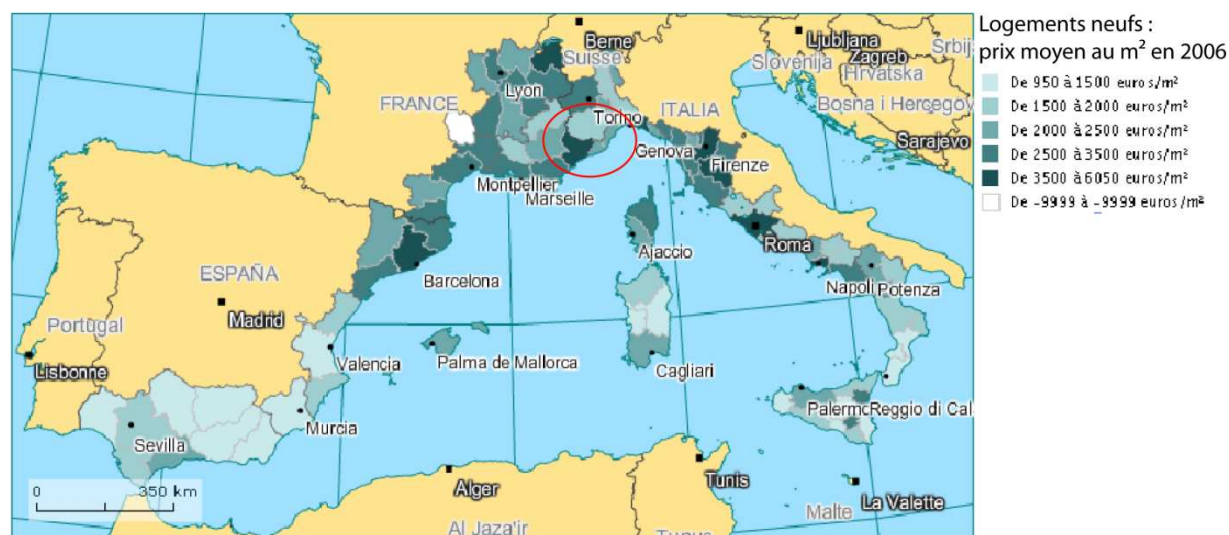 Logements neufs :
prix moyen au m² en 2006
De 950 à 1500 euros/m²
De 1500 à 2000 euros/m²
De 2000 à 2500 euros/m²
De 2500 à 3500 euros/m²
De 3500 à 6050 euros/m²
De -9999 à -9999 euros/m²
Berne
Suisse
Ljubljana
Slovenija
Zagreb
Hrvatska
Srbij
Bosna i Hercegov
Sarajevo
FRANCE
Lyon
Torino
ITALIA
Genova
Firenze
Montpellier
Marseille
Roma
Ajaccio
Napoli
Potenza
ESPAÑA
Barcelona
Madrid
Portugal
Lisbonne
Valencia
Palma de Mallorca
Cagliari
Palermo
Reggio di Cal
Murcia
Sevilla
0 350 km
Alger
Tunis
La Valette
Malte
Al Jaza'ir